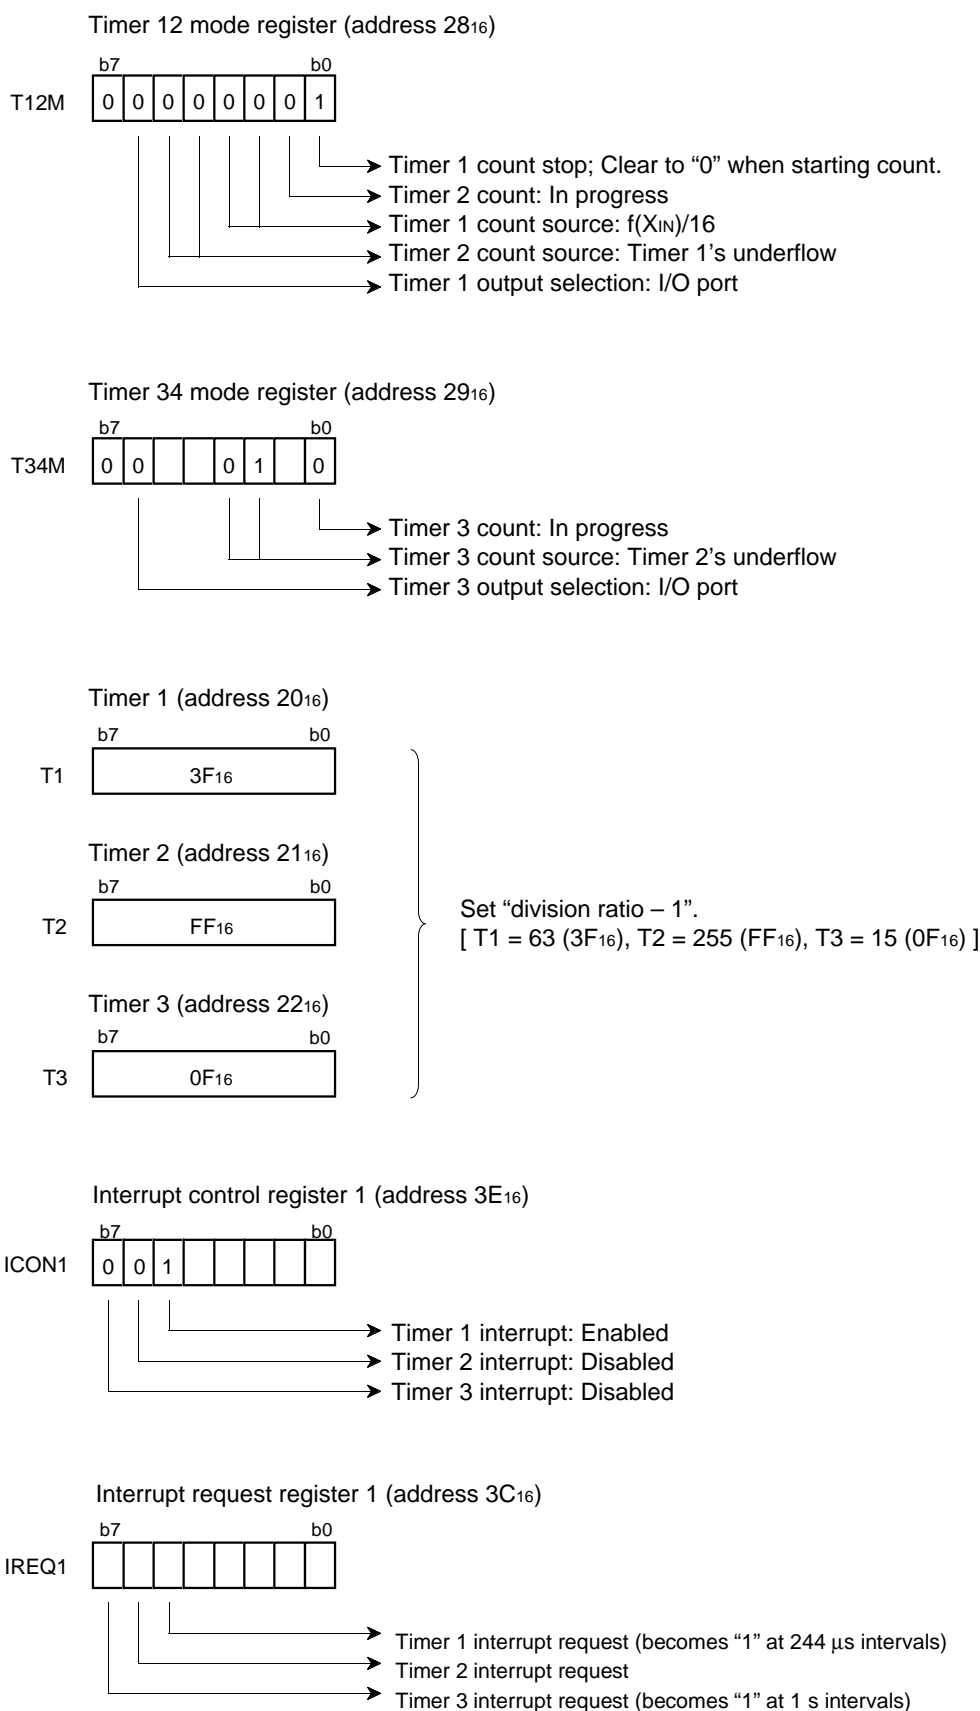 Timer 12 mode register (address 2816)
b7 b0
T12M 0 0 0 0 0 0 0 1
Timer 1 count stop; Clear to “0” when starting count.
Timer 2 count: In progress
Timer 1 count source: f(XIN)/16
Timer 2 count source: Timer 1’s underflow
Timer 1 output selection: I/O port
Timer 34 mode register (address 2916)
b7 b0
T34M 0 0 0 1 0
Timer 3 count: In progress
Timer 3 count source: Timer 2’s underflow
Timer 3 output selection: I/O port
Timer 1 (address 2016)
b7 b0
T1 3F16
Timer 2 (address 2116)
b7 b0
T2 FF16
Timer 3 (address 2216)
b7 b0
T3 0F16
Set “division ratio – 1”.
[ T1 = 63 (3F16), T2 = 255 (FF16), T3 = 15 (0F16) ]
Interrupt control register 1 (address 3E16)
b7 b0
ICON1 0 0 1
Timer 1 interrupt: Enabled
Timer 2 interrupt: Disabled
Timer 3 interrupt: Disabled
Interrupt request register 1 (address 3C16)
b7 b0
IREQ1
Timer 1 interrupt request (becomes “1” at 244 μs intervals)
Timer 2 interrupt request
Timer 3 interrupt request (becomes “1” at 1 s intervals)